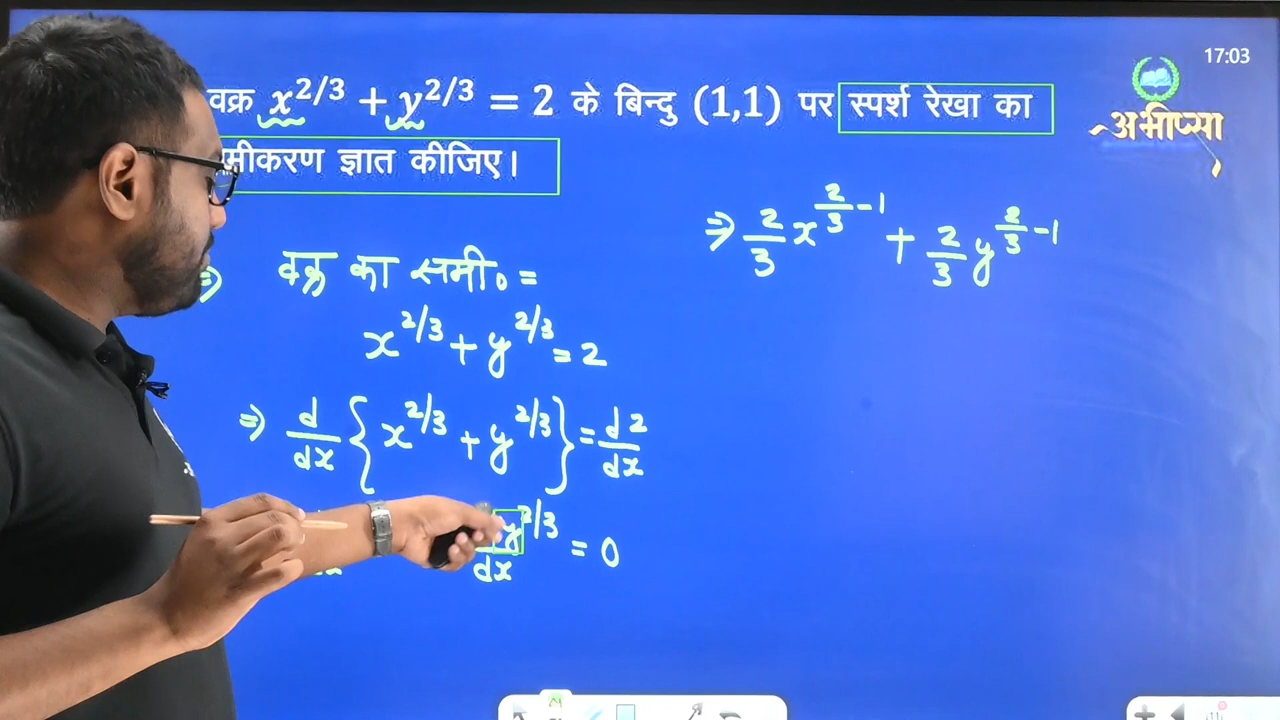 वक्र x^{2/3} + y^{2/3} = 2 के बिन्दु (1,1) पर स्पर्श रेखा का
ज्ञात कीजिए।
17:03
अभीप्सा
⇒ वक्र का समी० =
x^{2/3} + y^{2/3} = 2
⇒ d/dx {x^{2/3} + y^{2/3}} = d2/dx
y^{2/3}/dx = 0
⇒ 2/3 x^{2/3 - 1} + 2/3 y^{2/3 - 1}